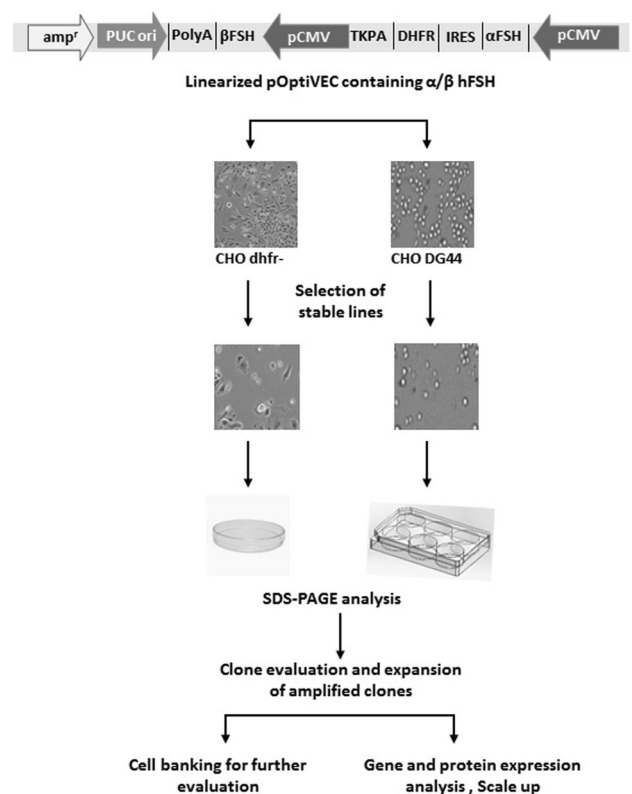 ampʳ PUC ori PolyA βFSH pCMV TKPA DHFR IRES αFSH pCMV
Linearized pOptiVEC containing α/β hFSH
CHO dhfr- CHO DG44
Selection of
stable lines
SDS-PAGE analysis
Clone evaluation and expansion
of amplified clones
Cell banking for further
evaluation
Gene and protein expression
analysis , Scale up